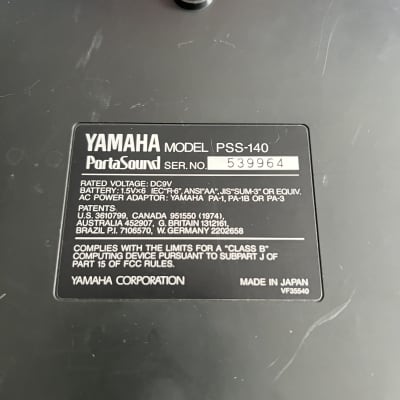 YAMAHA MODEL PSS-140
PortaSound SER. NO. 539964
RATED VOLTAGE: DC9V
BATTERY: 1.5V×6 IEC"R-6", ANSI"AA", JIS"SUM-3" OR EQUIV.
AC POWER ADAPTOR: YAMAHA PA-1, PA-1B OR PA-3
PATENTS
U.S. 3610799, CANADA 951550 (1974),
AUSTRALIA 452907, G. BRITAIN 1312161,
BRAZIL P.I. 7106570, W. GERMANY 2202658
COMPLIES WITH THE LIMITS FOR A "CLASS B"
COMPUTING DEVICE PURSUANT TO SUBPART J OF
PART 15 OF FCC RULES.
YAMAHA CORPORATION MADE IN JAPAN
VF35540